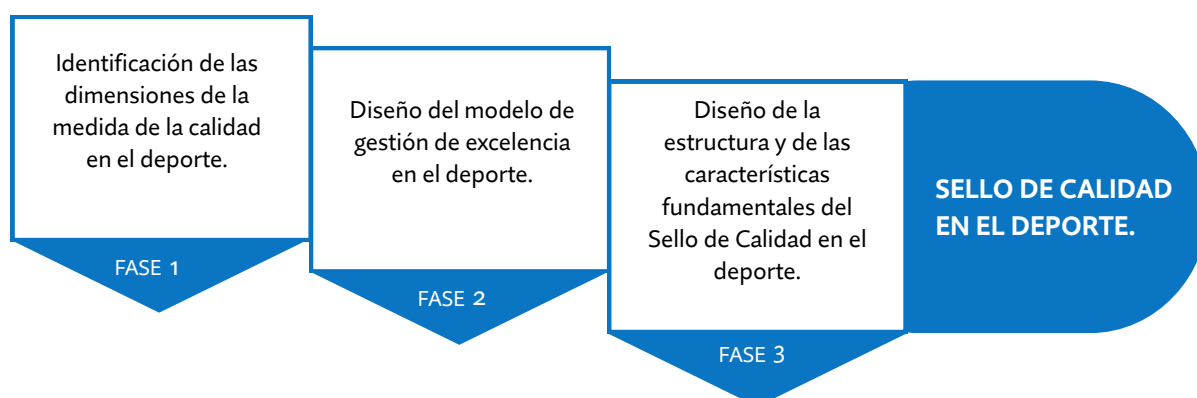 Identificación de las
dimensiones de la
medida de la calidad
en el deporte.
FASE 1
Diseño del modelo de
gestión de excelencia
en el deporte.
FASE 2
Diseño de la
estructura y de las
características
fundamentales del
Sello de Calidad en el
deporte.
FASE 3
SELLO DE CALIDAD
EN EL DEPORTE.